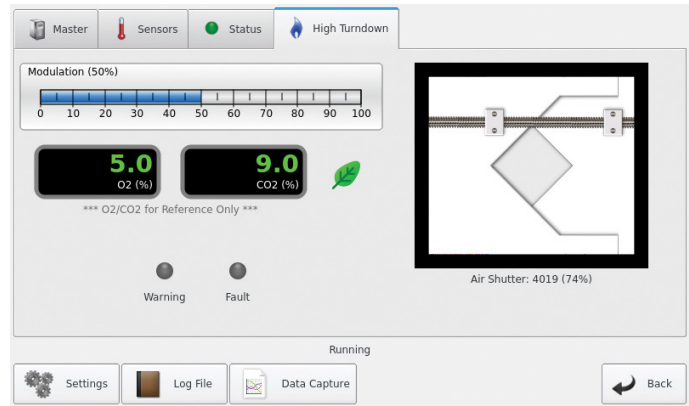 Master Sensors Status High Turndown
Modulation (50%)
0 10 20 30 40 50 60 70 80 90 100
5.0 9.0
O2 (%) CO2 (%)
*** O2/CO2 for Reference Only ***
Air Shutter: 4019 (74%)
Warning Fault
Running
Settings Log File Data Capture Back